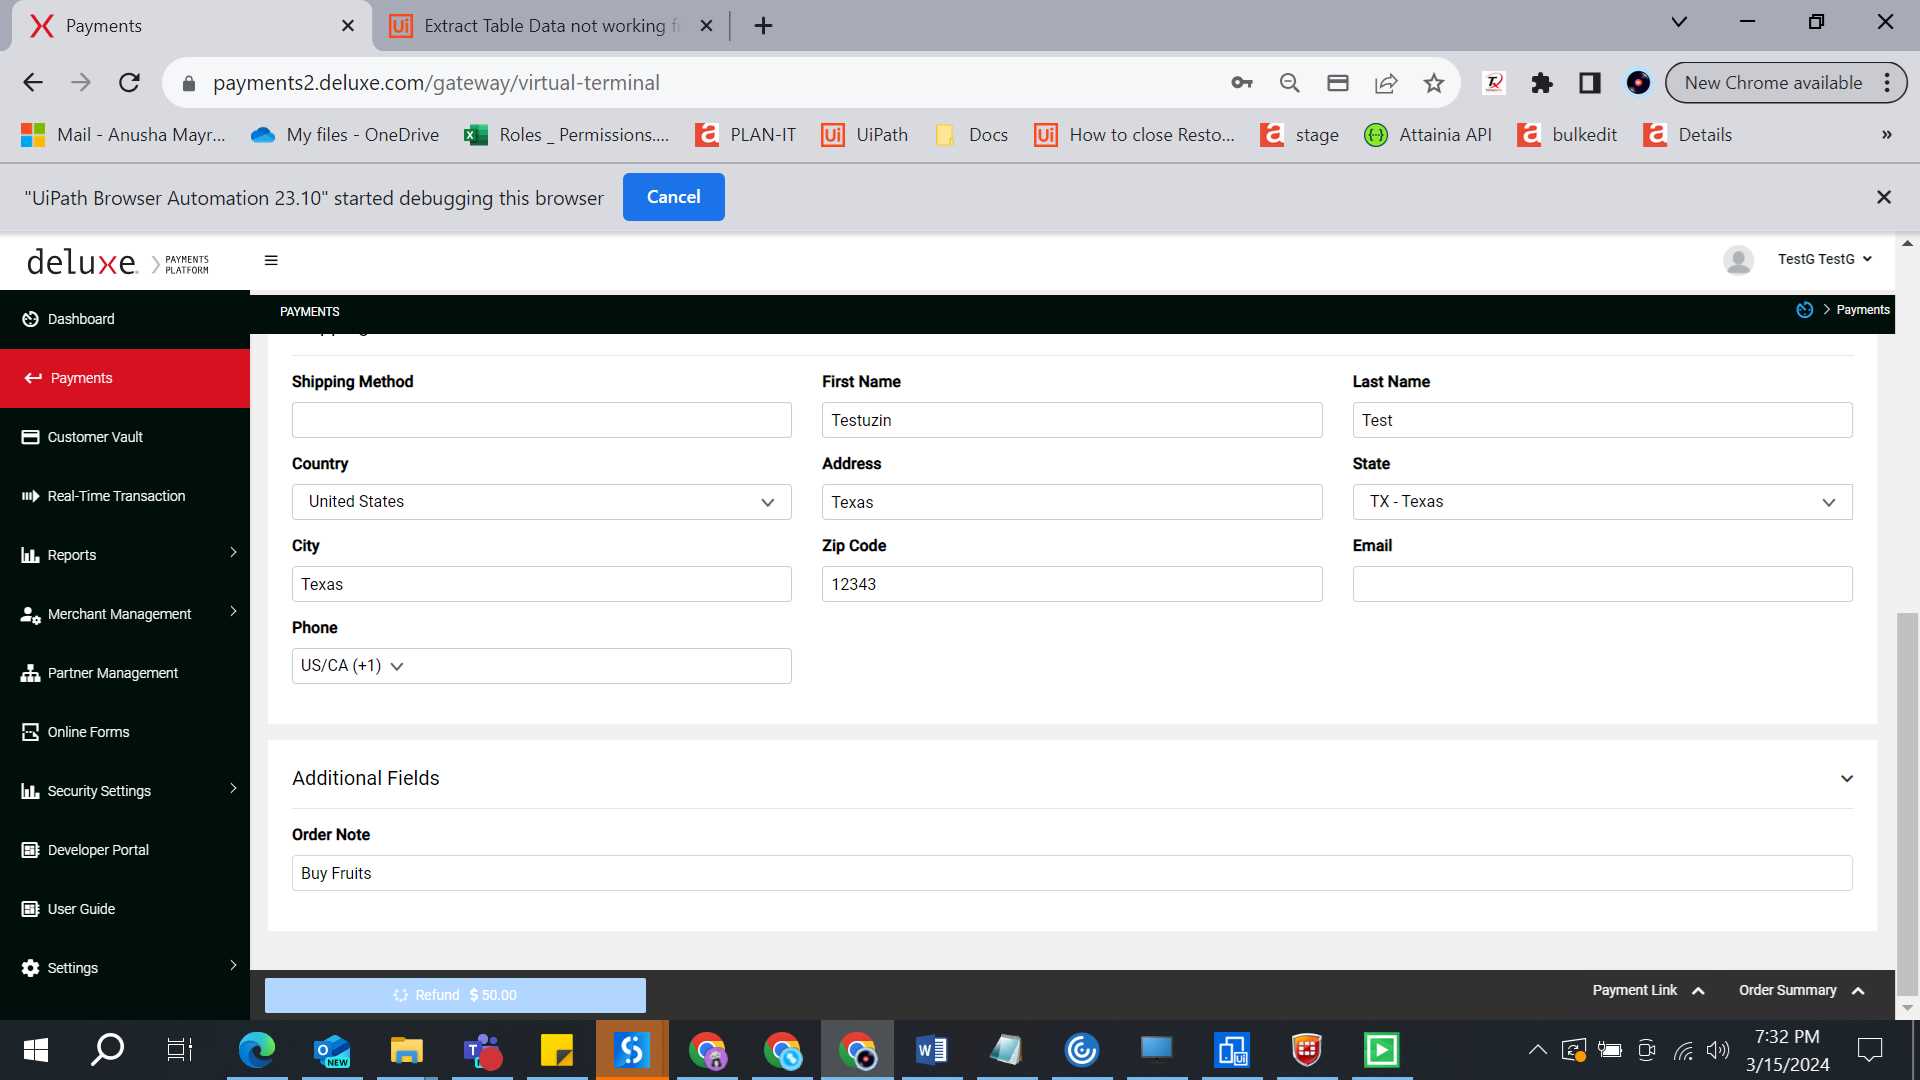 Payments
Extract Table Data not working f
payments2.deluxe.com/gateway/virtual-terminal
New Chrome available
Mail - Anusha Mayr...
My files - OneDrive
Roles _ Permissions....
PLAN-IT
UiPath
Docs
How to close Resto...
stage
Attainia API
bulkedit
Details
»
"UiPath Browser Automation 23.10" started debugging this browser
Cancel
deluxe. PAYMENTS PLATFORM
TestG TestG
Dashboard
PAYMENTS
Payments
Payments
Customer Vault
Real-Time Transaction
Reports
Merchant Management
Partner Management
Online Forms
Security Settings
Developer Portal
User Guide
Settings
Shipping Method
First Name
Last Name
Testuzin
Test
Country
Address
State
United States
Texas
TX - Texas
City
Zip Code
Email
Texas
12343
Phone
US/CA (+1)
Additional Fields
Order Note
Buy Fruits
Refund $ 50.00
Payment Link
Order Summary
7:32 PM
3/15/2024